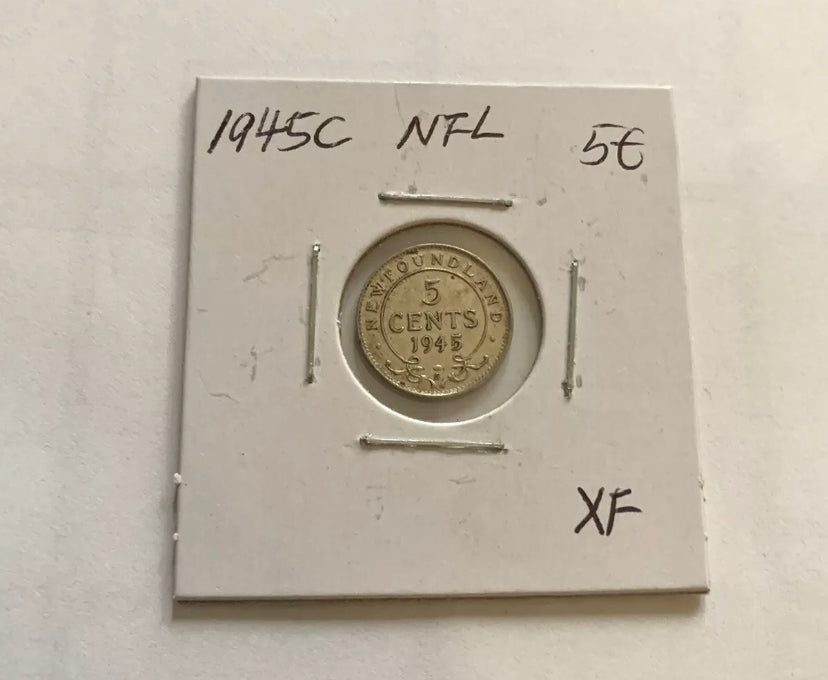 1945C NFL 5¢
NEWFOUNDLAND
5
CENTS
1945
XF